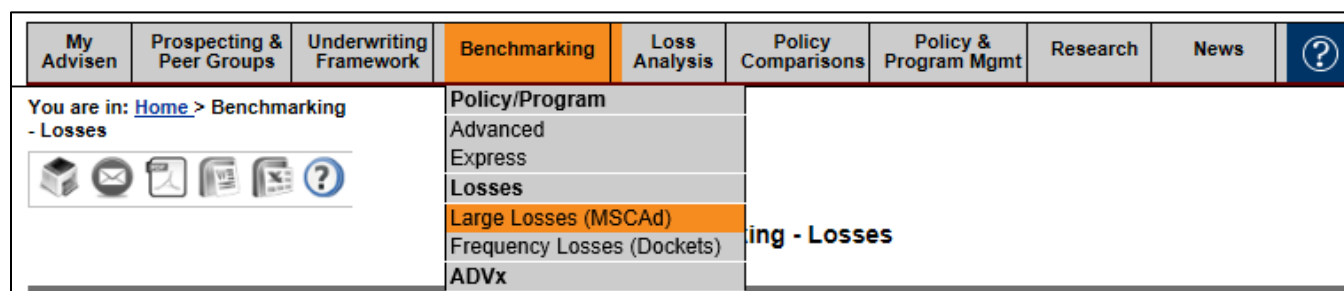 My Advisen
Prospecting & Peer Groups
Underwriting Framework
Benchmarking
Loss Analysis
Policy Comparisons
Policy & Program Mgmt
Research
News
?
You are in: Home > Benchmarking
- Losses
Policy/Program
Advanced
Express
Losses
Large Losses (MSCAd)
Frequency Losses (Dockets)
ADVx
ing - Losses